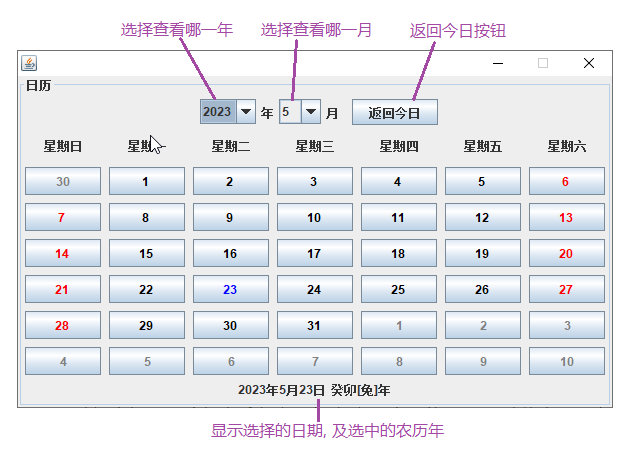 选择查看哪一年 选择查看哪一月 返回今日按钮
日历
2023 年 5 月 返回今日
星期日 星期一 星期二 星期三 星期四 星期五 星期六
30 1 2 3 4 5 6
7 8 9 10 11 12 13
14 15 16 17 18 19 20
21 22 23 24 25 26 27
28 29 30 31 1 2 3
4 5 6 7 8 9 10
2023年5月23日 癸卯[兔]年
显示选择的日期, 及选中的农历年